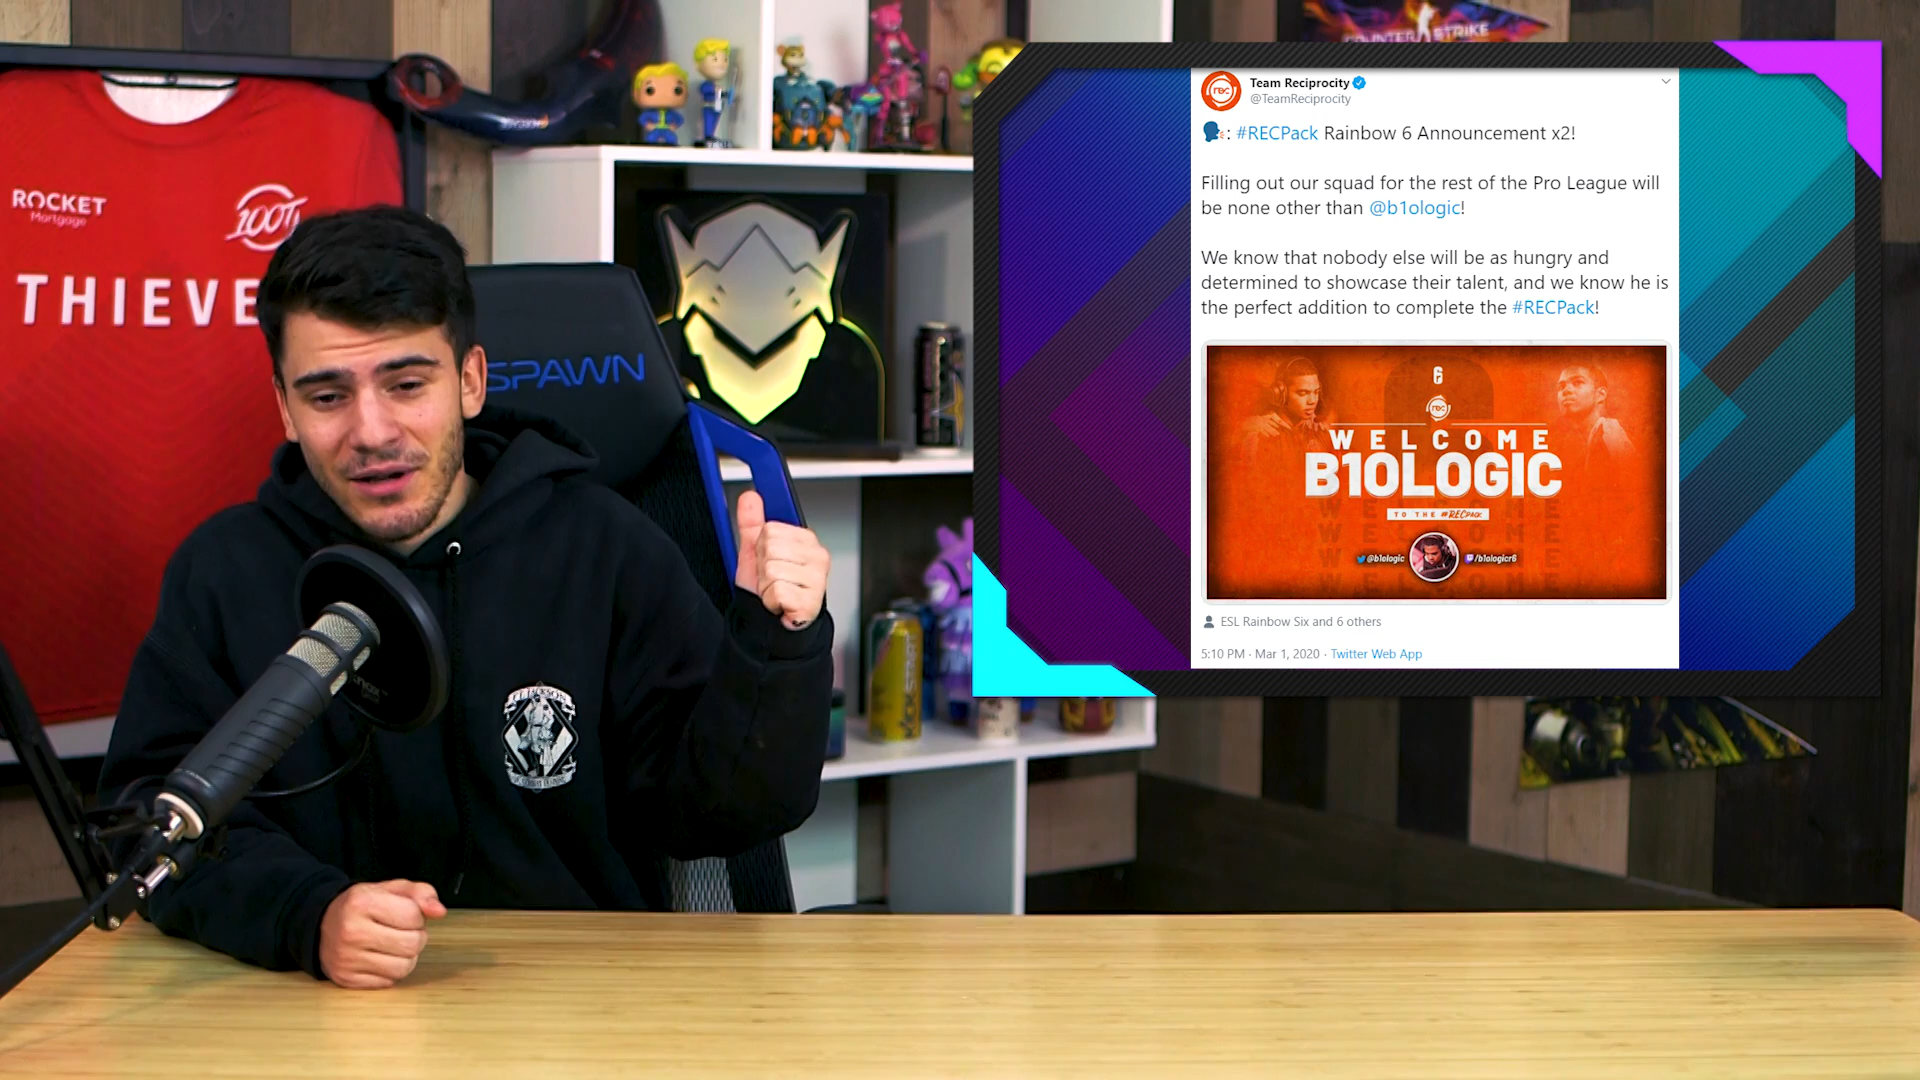 COUNTER STRIKE
ROCKET
Mortgage
100T
THIEVE
SPAWN
Team Reciprocity
@TeamReciprocity
: #RECPack Rainbow 6 Announcement x2!
Filling out our squad for the rest of the Pro League will
be none other than @b1ologic!
We know that nobody else will be as hungry and
determined to showcase their talent, and we know he is
the perfect addition to complete the #RECPack!
6
rec
WELCOME
B1OLOGIC
TO THE #RECPACK
@b1ologic
/b1ologicr6
ESL Rainbow Six and 6 others
5:10 PM · Mar 1, 2020 · Twitter Web App